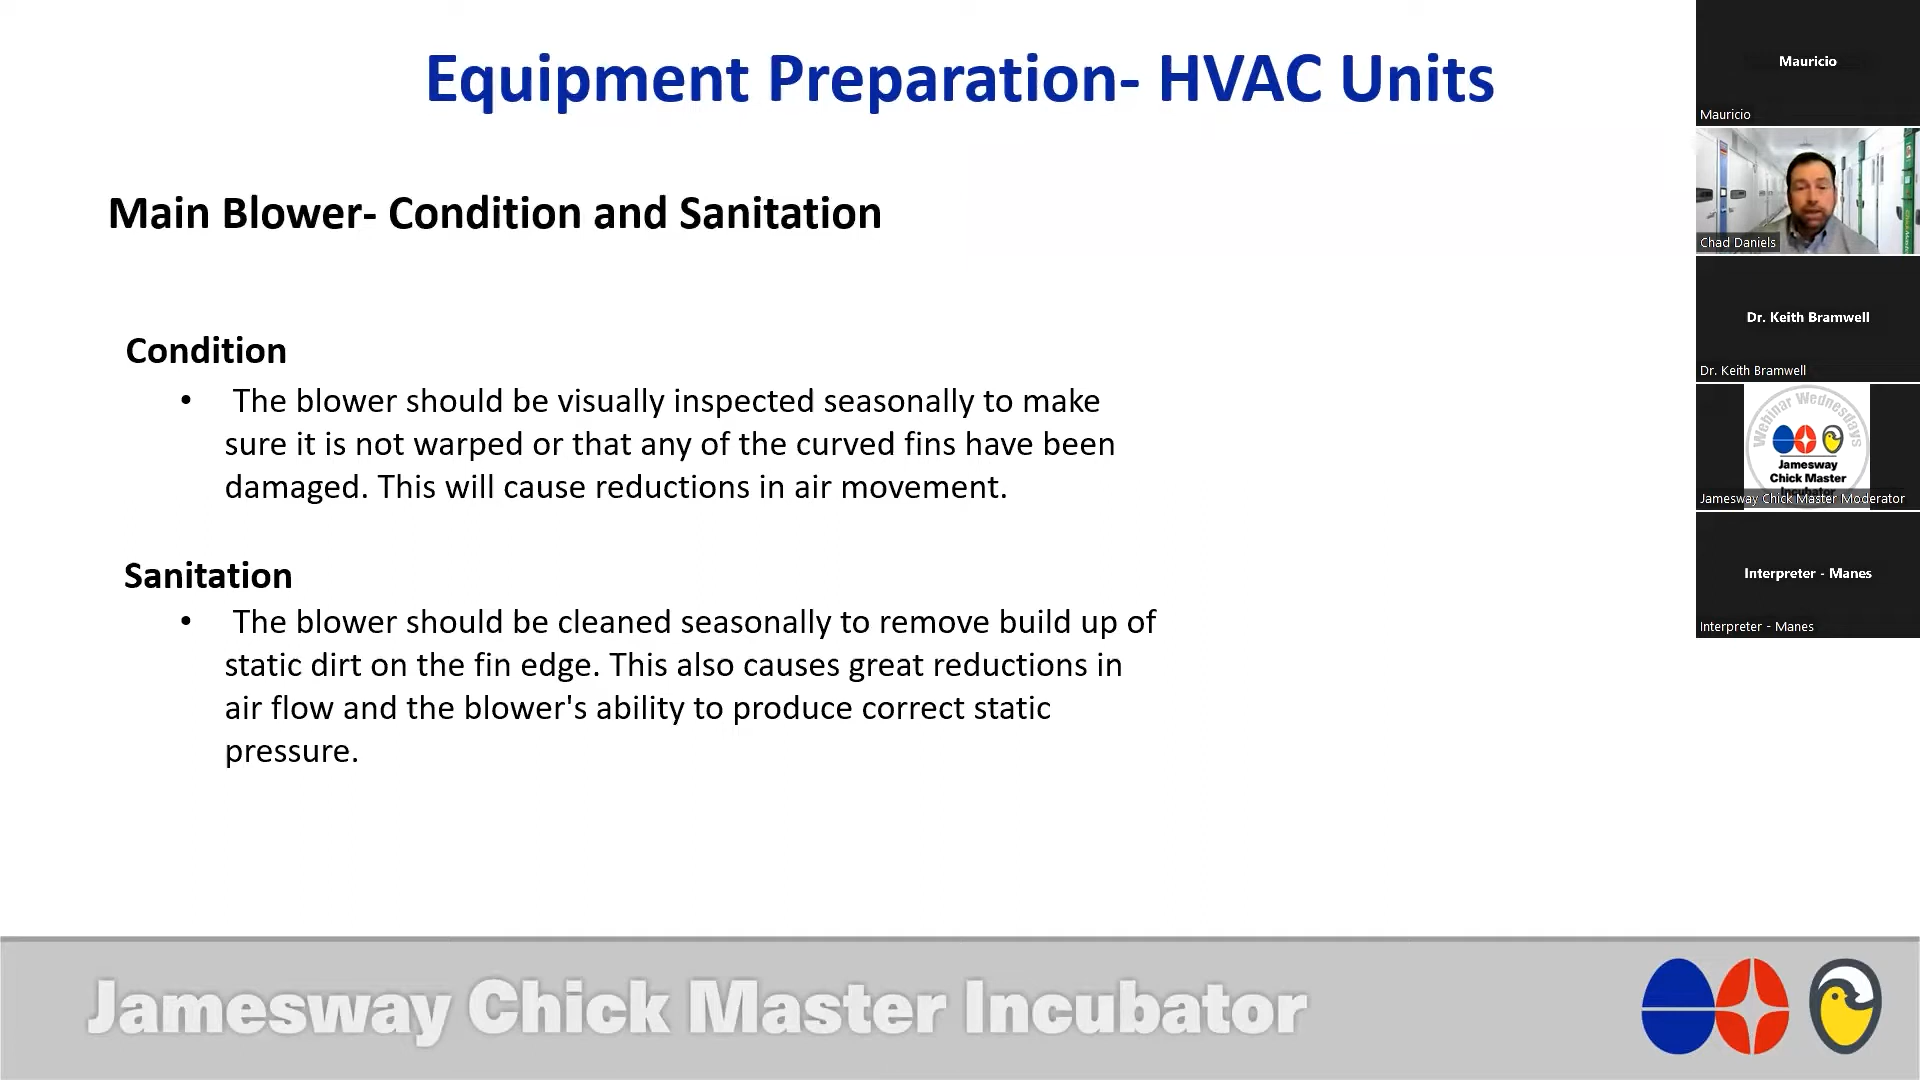 Equipment Preparation- HVAC Units
Main Blower- Condition and Sanitation
Condition
• The blower should be visually inspected seasonally to make
sure it is not warped or that any of the curved fins have been
damaged. This will cause reductions in air movement.
Sanitation
• The blower should be cleaned seasonally to remove build up of
static dirt on the fin edge. This also causes great reductions in
air flow and the blower's ability to produce correct static
pressure.
Jamesway Chick Master Incubator
Mauricio
Mauricio
Chad Daniels
Dr. Keith Bramwell
Dr. Keith Bramwell
Webinar Wednesdays
Jamesway
Chick Master
Incubator
Jamesway Chick Master Moderator
Interpreter - Manes
Interpreter - Manes